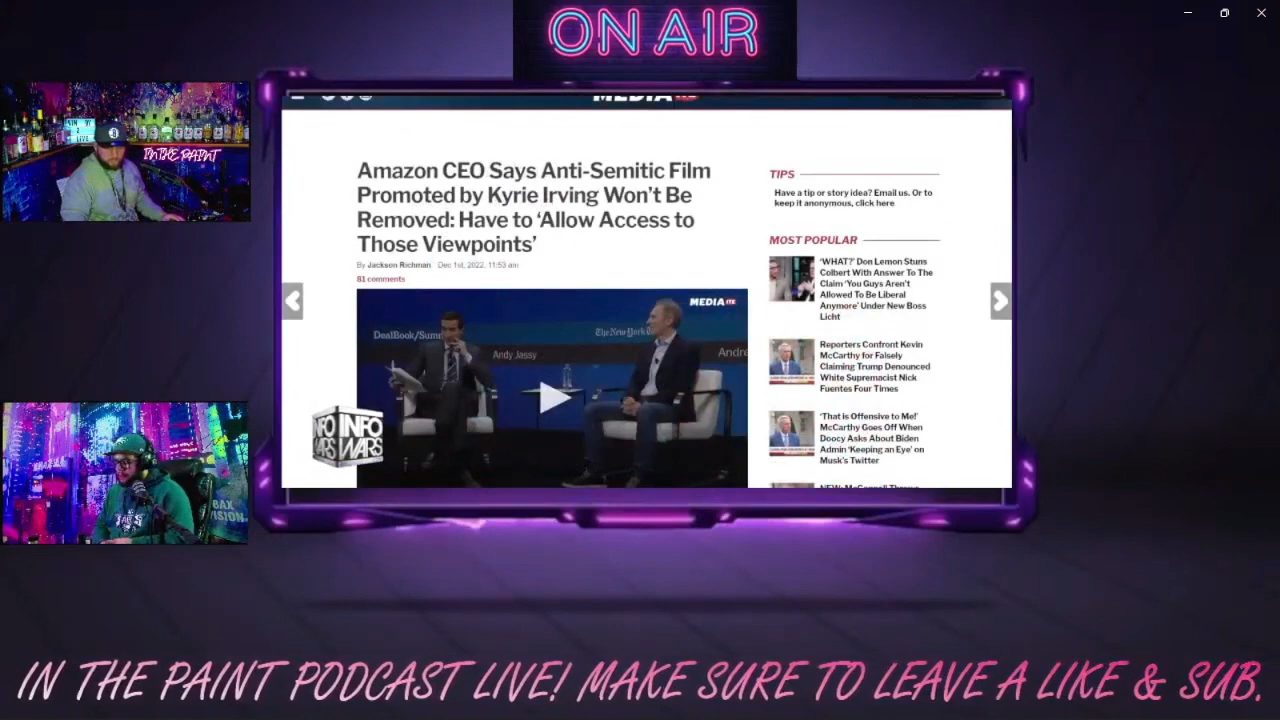 ON AIR
MEDIAITE
Amazon CEO Says Anti-Semitic Film
Promoted by Kyrie Irving Won't Be
Removed: Have to 'Allow Access to
Those Viewpoints'
By Jackson Richman Dec 1st, 2022, 11:53 am
81 comments
MEDIAITE
DealBook/Summ
The New York T
Andy Jassy
Andre
INFO
WARS
TIPS
Have a tip or story idea? Email us. Or to
keep it anonymous, click here
MOST POPULAR
'WHAT?' Don Lemon Stuns
Colbert With Answer To The
Claim 'You Guys Aren't
Allowed To Be Liberal
Anymore' Under New Boss
Licht
Reporters Confront Kevin
McCarthy for Falsely
Claiming Trump Denounced
White Supremacist Nick
Fuentes Four Times
'That is Offensive to Me!'
McCarthy Goes Off When
Doocy Asks About Biden
Admin 'Keeping an Eye' on
Musk's Twitter
IN THE PAINT
LIVE
IN THE PAINT PODCAST LIVE! MAKE SURE TO LEAVE A LIKE & SUB.